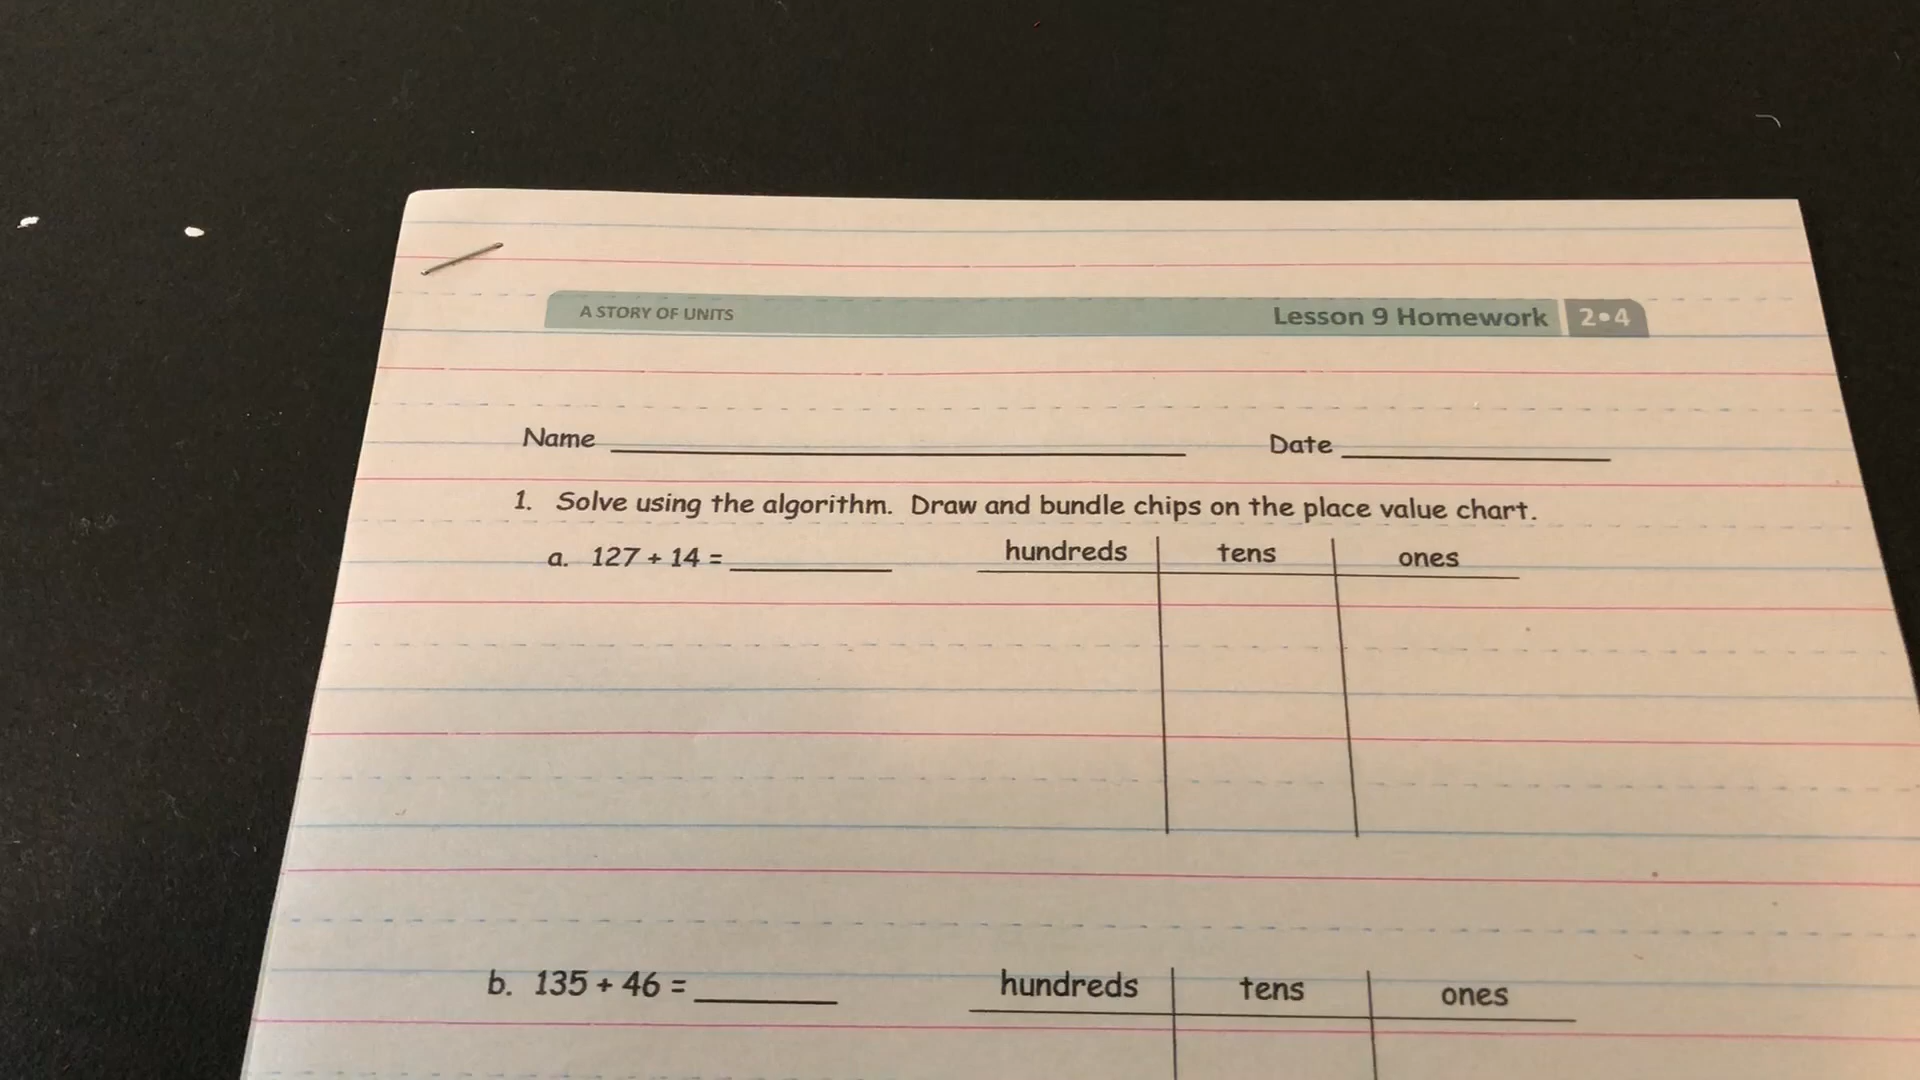 A STORY OF UNITS Lesson 9 Homework 2•4
Name Date
1. Solve using the algorithm. Draw and bundle chips on the place value chart.
a. 127 + 14 = hundreds tens ones
b. 135 + 46 = hundreds tens ones